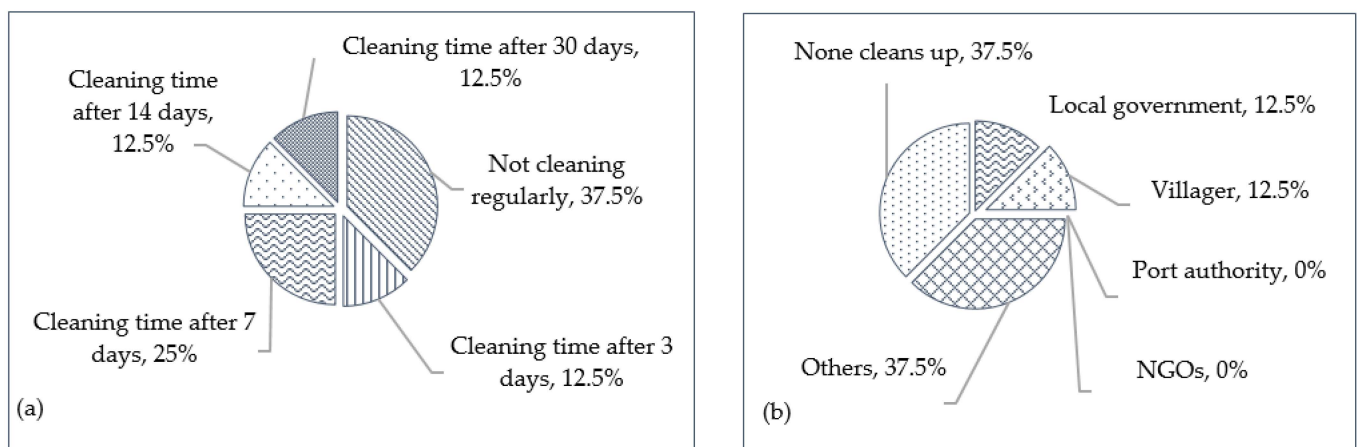 Cleaning time after 30 days,
12.5%
Cleaning time
after 14 days,
12.5%
Not cleaning
regularly, 37.5%
Cleaning time after 7
days, 25%
Cleaning time after 3
days, 12.5%
(a)
None cleans up, 37.5%
Local government, 12.5%
Villager, 12.5%
Port authority, 0%
Others, 37.5%
NGOs, 0%
(b)